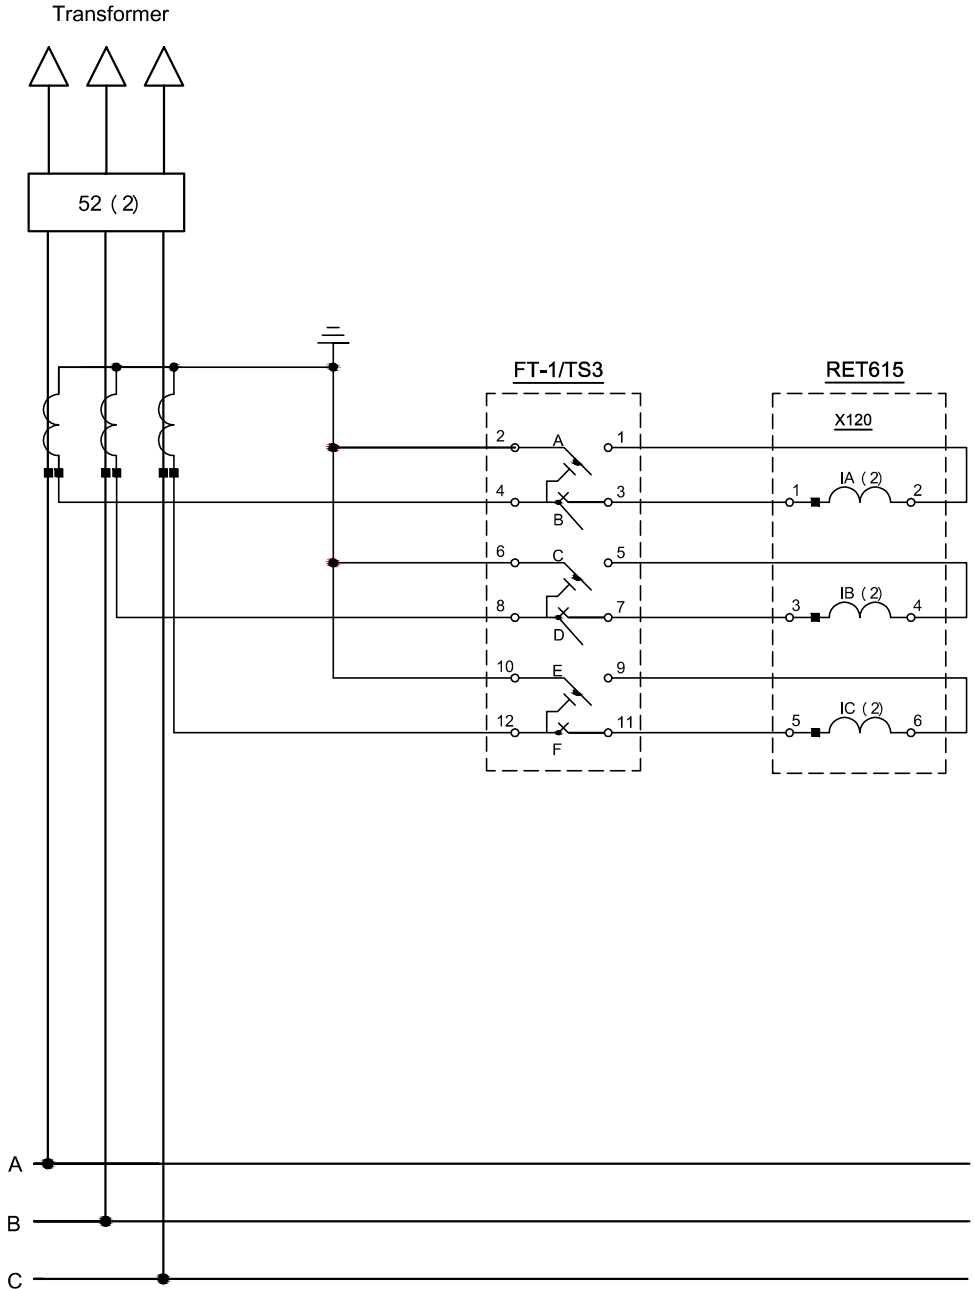 Transformer
52 ( 2)
FT-1/TS3
RET615
X120
2 A 1
IA ( 2)
4 3 1 2
B
6 C 5
IB ( 2)
8 7 3 4
D
10 E 9
IC ( 2)
12 11 5 6
F
A
B
C